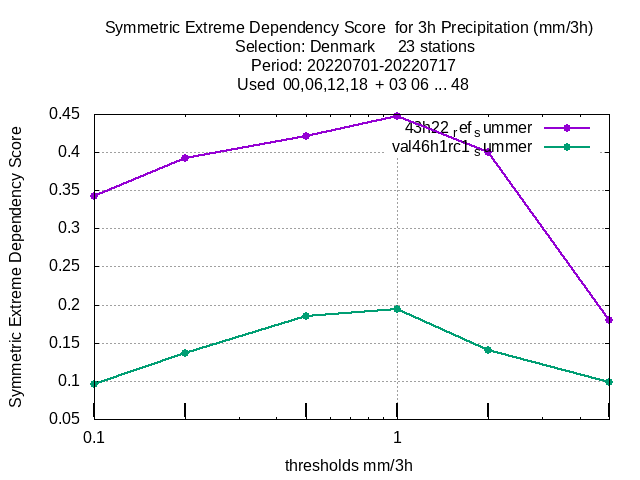 Symmetric Extreme Dependency Score  for 3h Precipitation (mm/3h)
Selection: Denmark     23 stations
Period: 20220701-20220717
Used  00,06,12,18  + 03 06 ... 48
43h22_ref_summer
val46h1rc1_summer
Symmetric Extreme Dependency Score
0.45
0.4
0.35
0.3
0.25
0.2
0.15
0.1
0.05
0.1 1
thresholds mm/3h